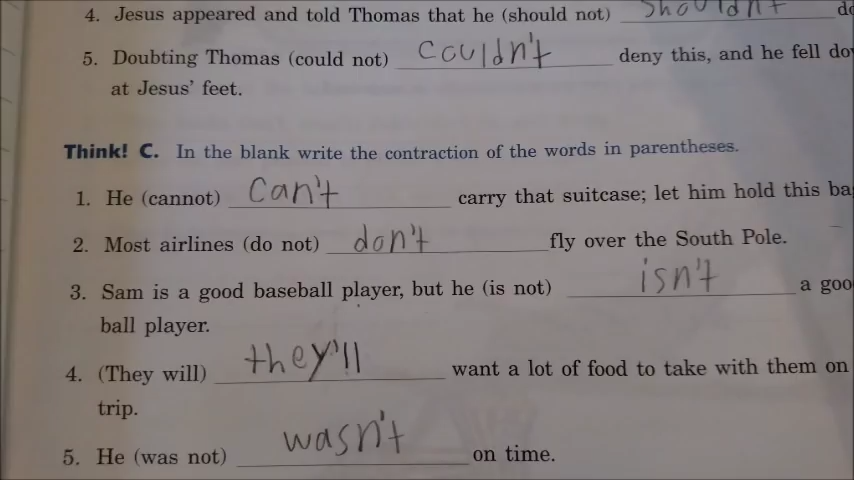 4. Jesus appeared and told Thomas that he (should not) shouldn't
5. Doubting Thomas (could not) couldn't deny this, and he fell
at Jesus' feet.
Think! C. In the blank write the contraction of the words in parentheses.
1. He (cannot) can't carry that suitcase; let him hold this
2. Most airlines (do not) don't fly over the South Pole.
3. Sam is a good baseball player, but he (is not) isn't a
ball player.
4. (They will) they'll want a lot of food to take with them on
trip.
5. He (was not) wasn't on time.